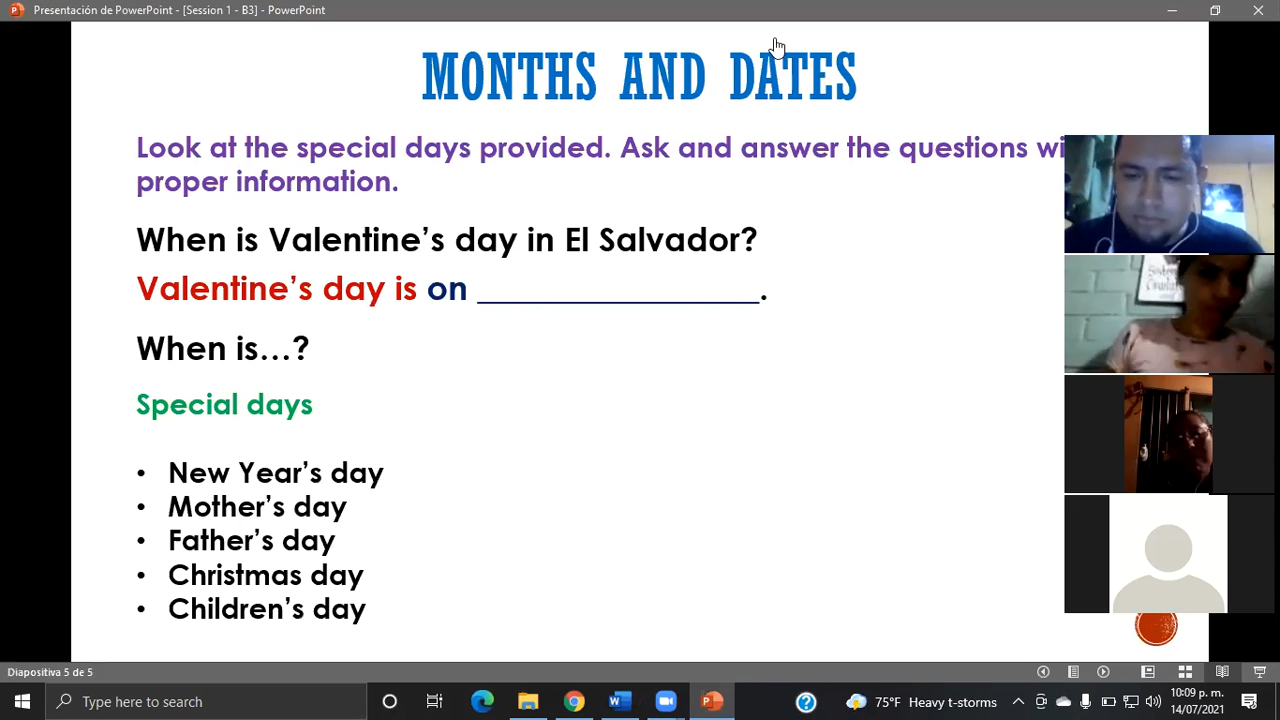 Presentación de PowerPoint - [Session 1 - B3] - PowerPoint
MONTHS AND DATES
Look at the special days provided. Ask and answer the questions wi
proper information.
When is Valentine's day in El Salvador?
Valentine's day is on ________________.
When is...?
Special days
• New Year's day
• Mother's day
• Father's day
• Christmas day
• Children's day
Diapositiva 5 de 5
Type here to search
75°F Heavy t-storms
10:09 p. m.
14/07/2021